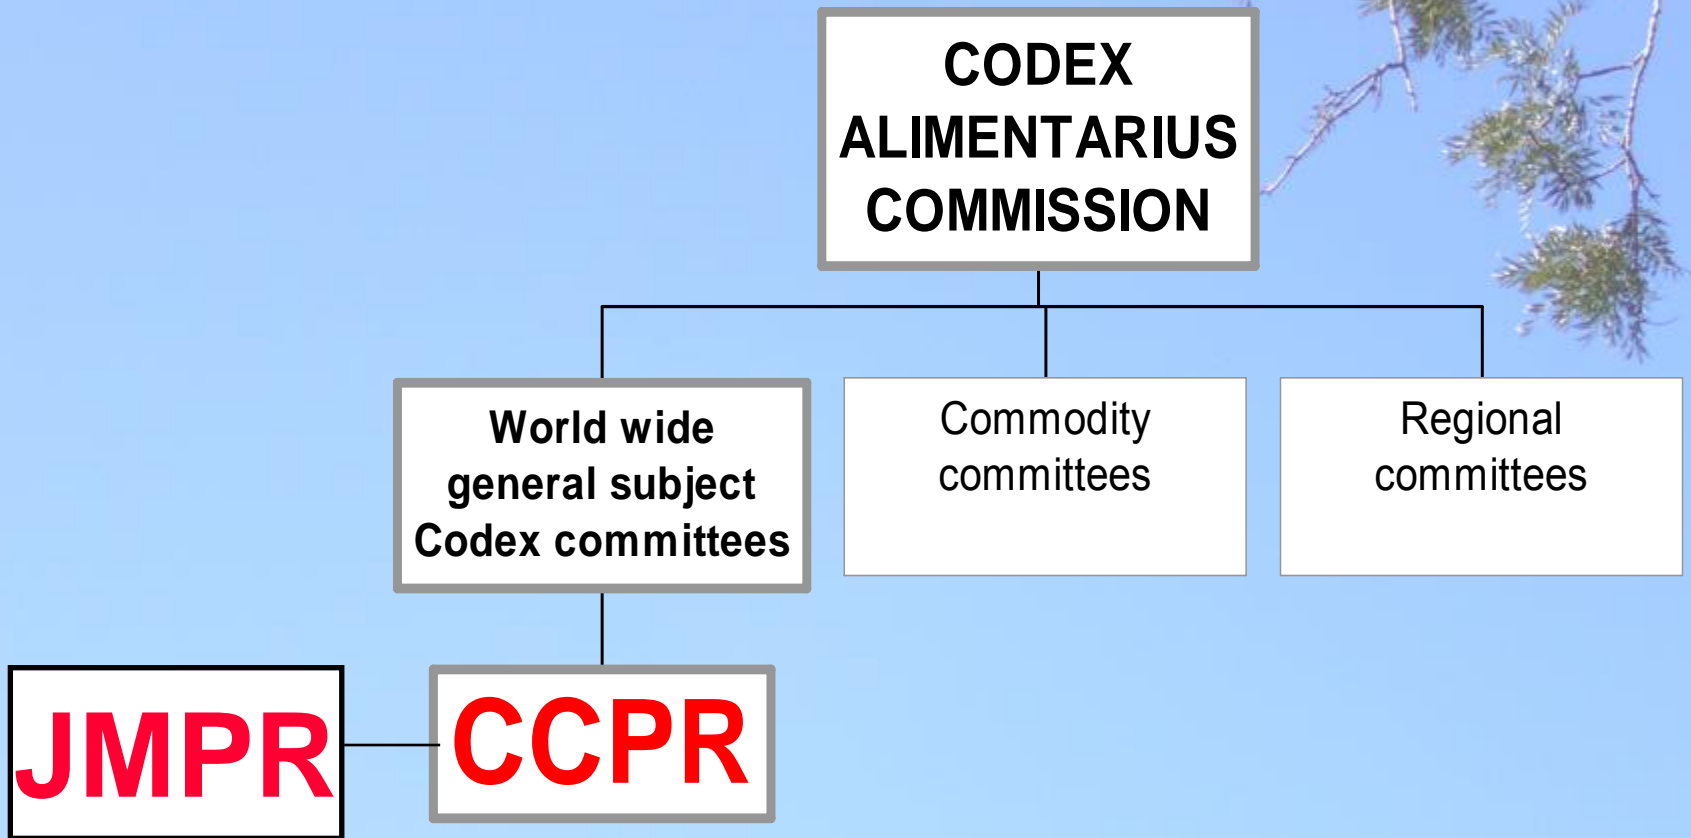 CODEX
ALIMENTARIUS
COMMISSION
World wide
general subject
Codex committees
Commodity
committees
Regional
committees
JMPR
CCPR